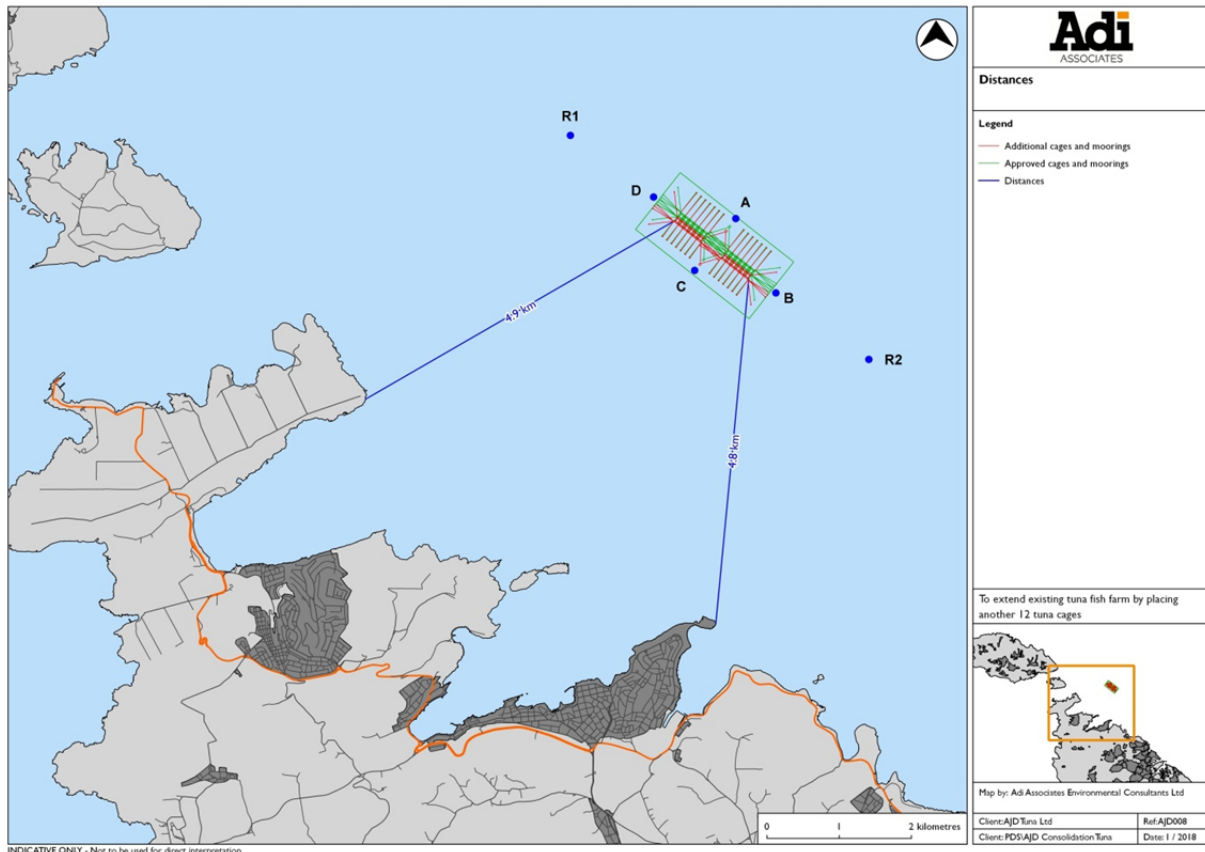 R1
D
A
C
B
R2
4.9 km
4.8 km
0 1 2 kilometres
INDICATIVE ONLY - Not to be used for direct interpretation
Adi
ASSOCIATES
Distances
Legend
Additional cages and moorings
Approved cages and moorings
Distances
To extend existing tuna fish farm by placing
another 12 tuna cages
Map by: Adi Associates Environmental Consultants Ltd
Client:AJD Tuna Ltd Ref:AJD008
Client: PDS\AJD Consolidation Tuna Date: 1 / 2018